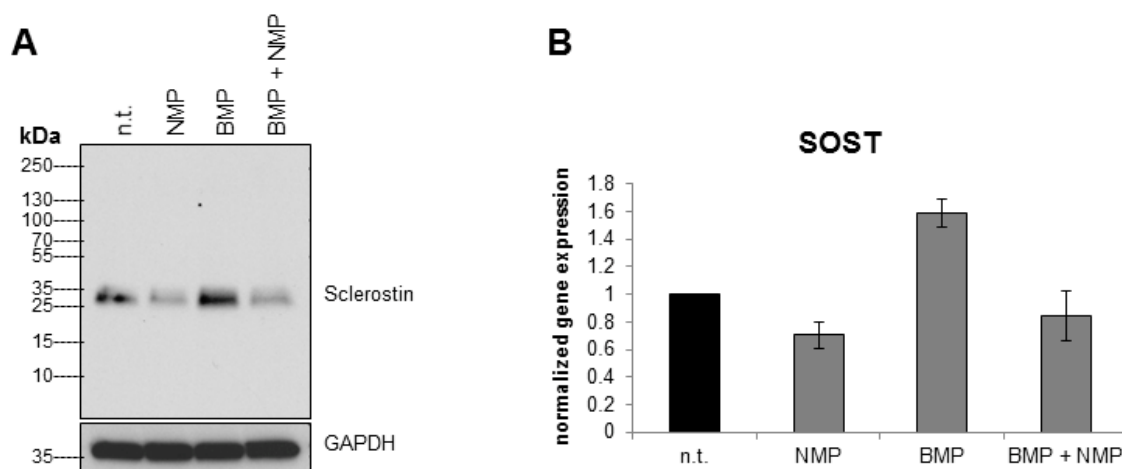 A
n.t.
NMP
BMP
BMP + NMP
kDa
250-----
130-----
100-----
70-----
55-----
35-----
25-----
15-----
10-----
Sclerostin
35---
GAPDH
B
SOST
normalized gene expression
1.8
1.6
1.4
1.2
1
0.8
0.6
0.4
0.2
0
n.t.
NMP
BMP
BMP + NMP